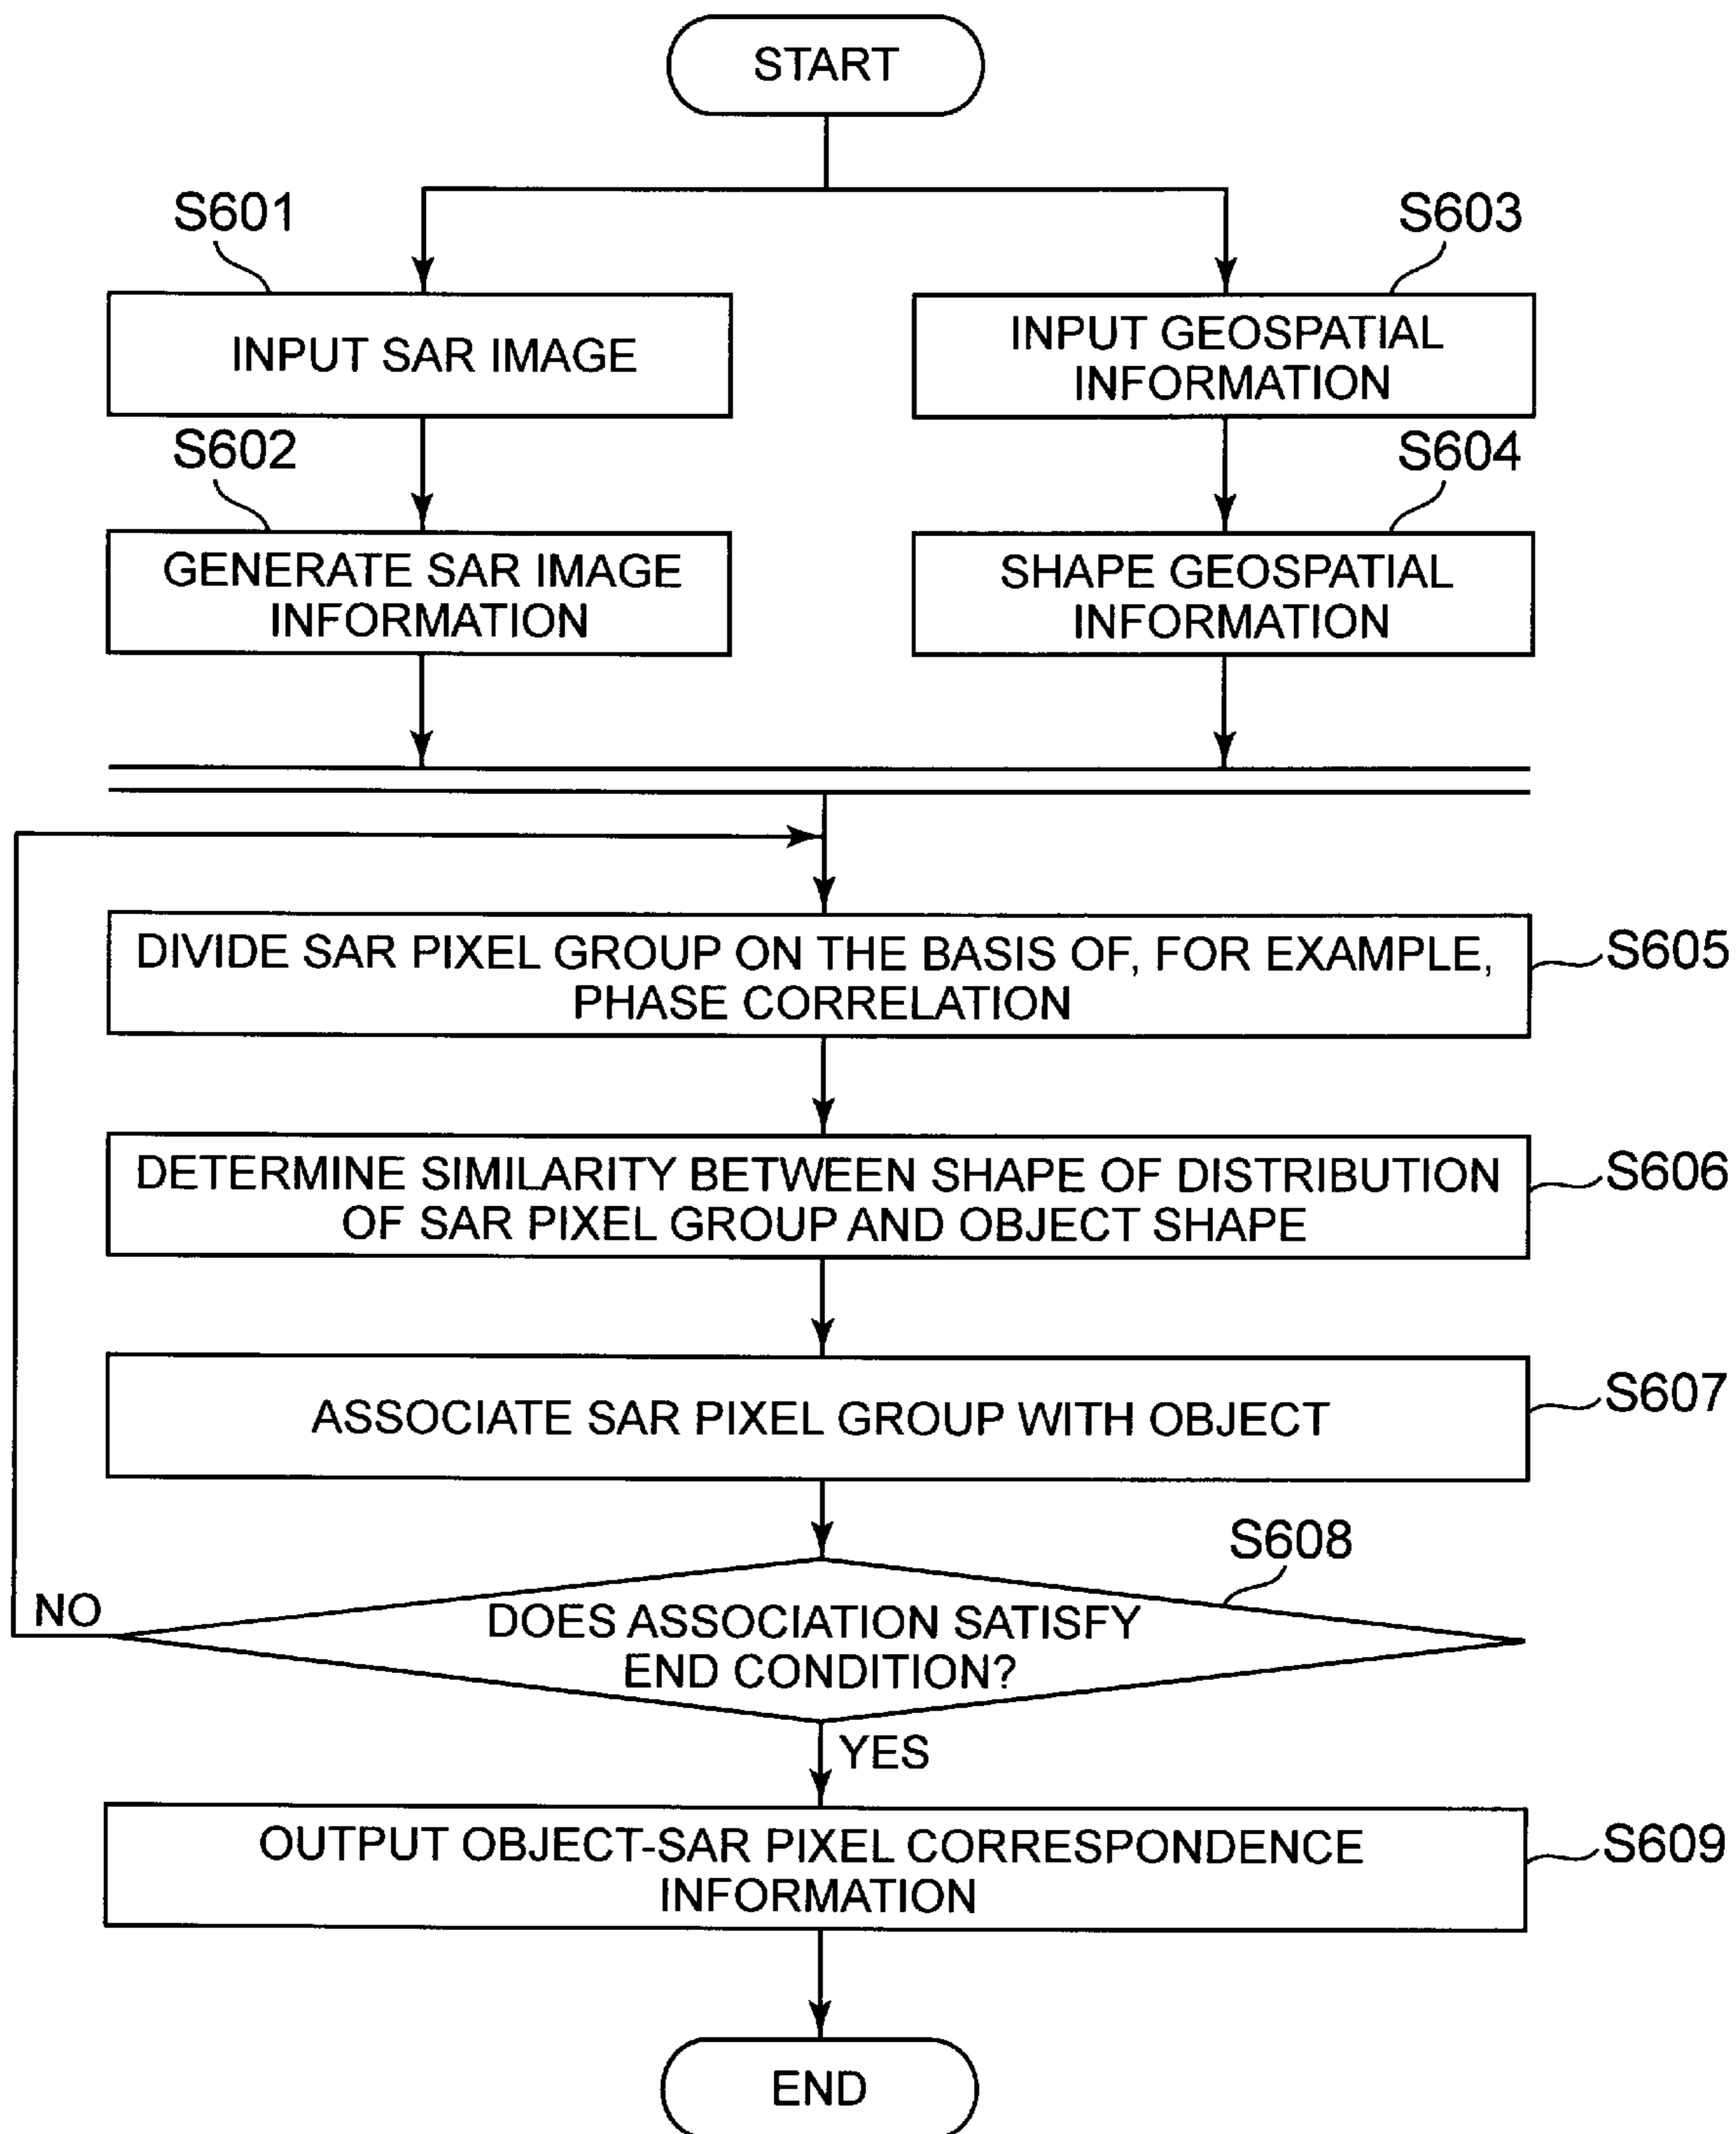 START
S601
S603
INPUT SAR IMAGE
INPUT GEOSPATIAL
INFORMATION
S602
S604
GENERATE SAR IMAGE
INFORMATION
SHAPE GEOSPATIAL
INFORMATION
DIVIDE SAR PIXEL GROUP ON THE BASIS OF, FOR EXAMPLE,
PHASE CORRELATION
S605
DETERMINE SIMILARITY BETWEEN SHAPE OF DISTRIBUTION
OF SAR PIXEL GROUP AND OBJECT SHAPE
S606
ASSOCIATE SAR PIXEL GROUP WITH OBJECT
S607
S608
NO
DOES ASSOCIATION SATISFY
END CONDITION?
YES
OUTPUT OBJECT-SAR PIXEL CORRESPONDENCE
INFORMATION
S609
END